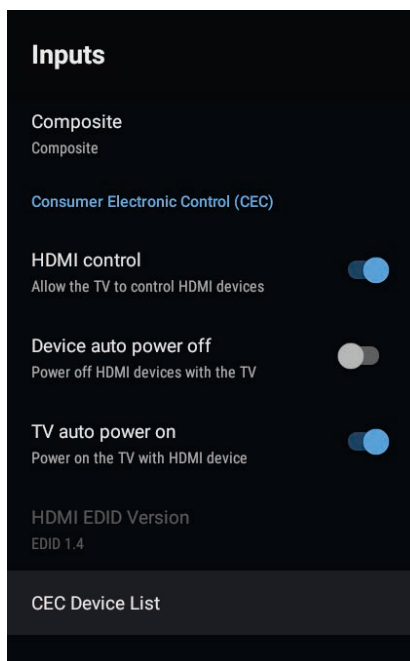 Inputs
Composite
Composite
Consumer Electronic Control (CEC)
HDMI control
Allow the TV to control HDMI devices
Device auto power off
Power off HDMI devices with the TV
TV auto power on
Power on the TV with HDMI device
HDMI EDID Version
EDID 1.4
CEC Device List